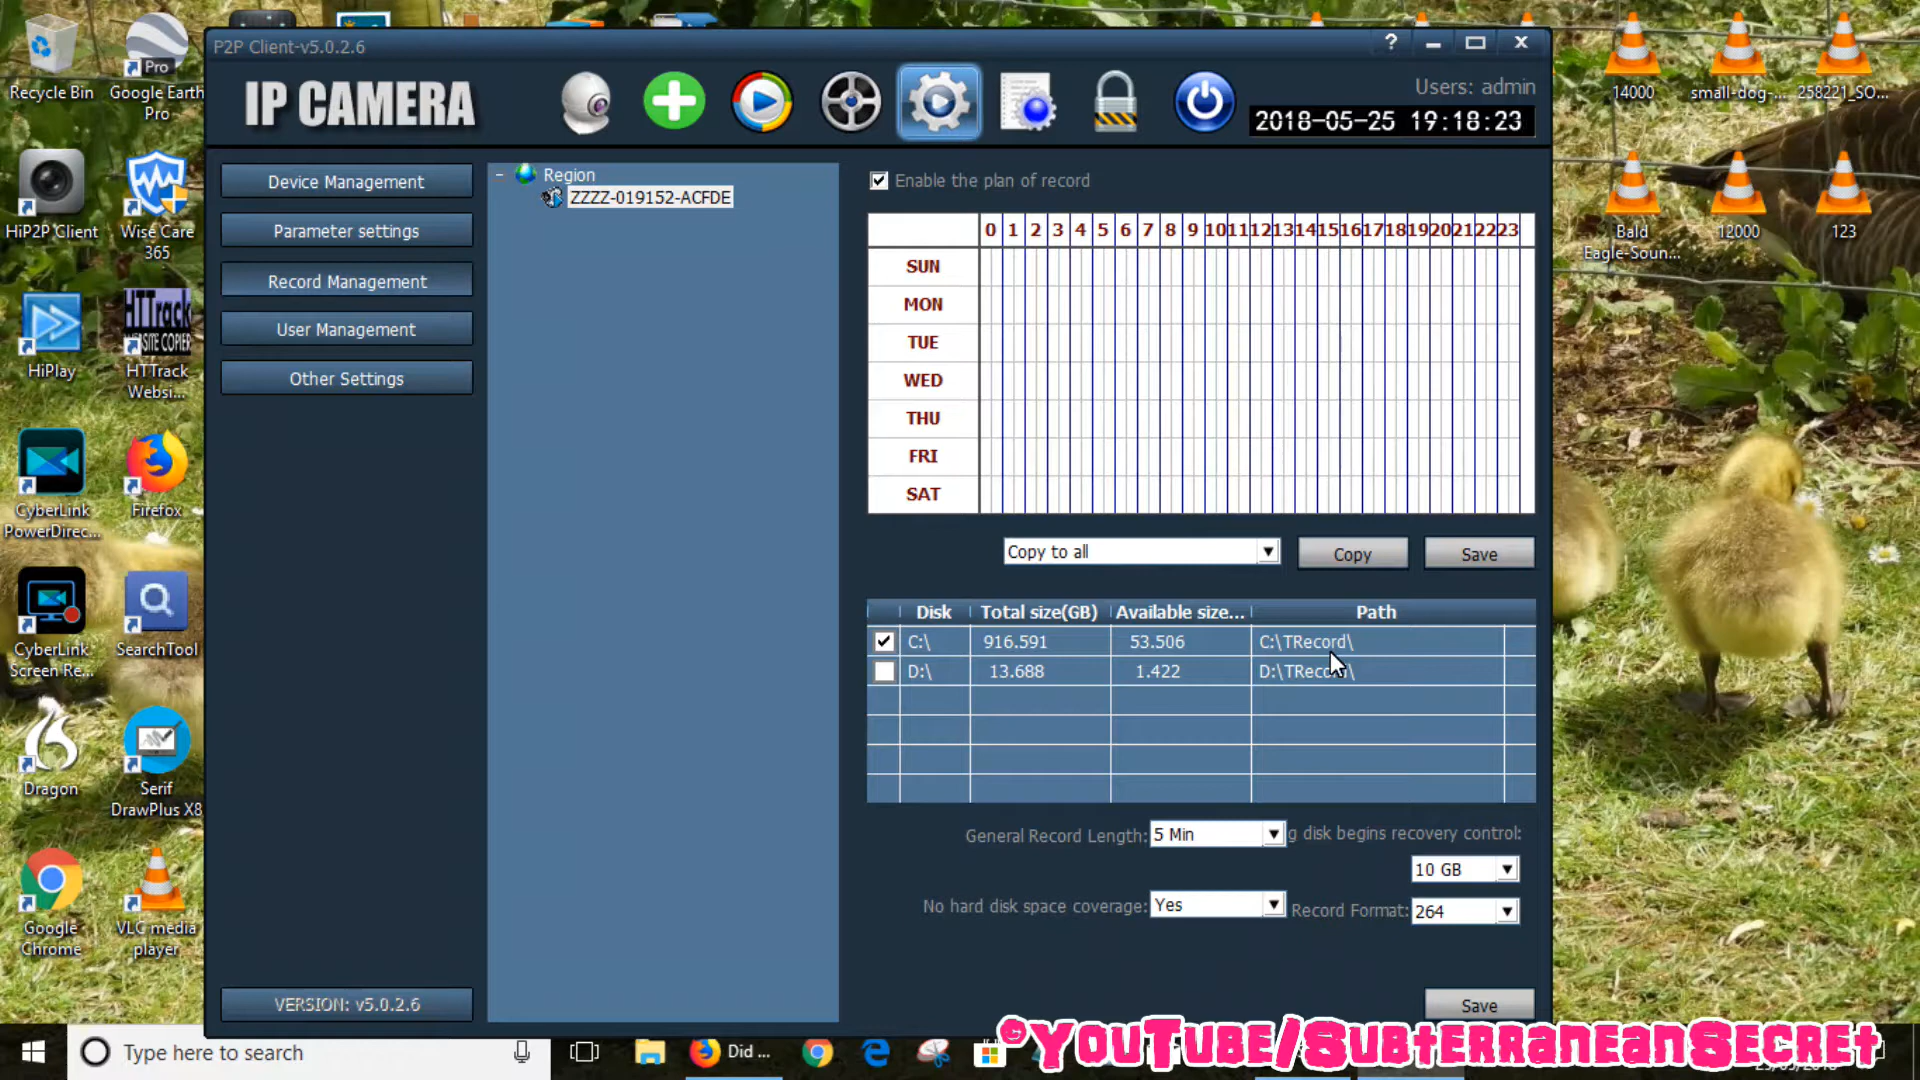 Recycle Bin
Google Earth
Pro
HiP2P Client
Wise Care
365
HiPlay
HTTrack
WEBSITE COPIER
HTTrack
Websi...
CyberLink
PowerDirec...
Firefox
CyberLink
Screen Re...
SearchTool
Dragon
Serif
DrawPlus X8
Google
Chrome
VLC media
player
P2P Client-v5.0.2.6
IP CAMERA
Users: admin
2018-05-25 19:18:23
Device Management
Parameter settings
Record Management
User Management
Other Settings
VERSION: v5.0.2.6
Region
ZZZZ-019152-ACFDE
Enable the plan of record
0 1 2 3 4 5 6 7 8 9 10 11 12 13 14 15 16 17 18 19 20 21 22 23
SUN
MON
TUE
WED
THU
FRI
SAT
Copy to all
Copy
Save
Disk Total size(GB) Available size... Path
C:\ 916.591 53.506 C:\TRecord\
D:\ 13.688 1.422 D:\TRecord\
General Record Length: 5 Min g disk begins recovery control:
10 GB
No hard disk space coverage: Yes Record Format: 264
Save
14000
small-dog-...
258221_SO...
Bald
Eagle-Soun...
12000
123
Type here to search
Did ...
©YouTube/SubterraneanSecret